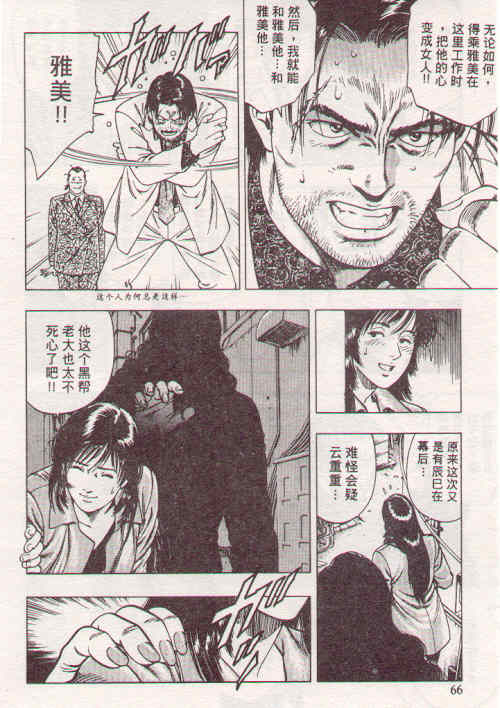 无论如何，
得乘雅美在
这里工作时
，把他的心
变成女人!!
然后，我就能
和雅美他…和
雅美他…
雅美!!
这个人为何总是这样…
他这个黑帮
老大也太不
死心了吧!!
原来这次又
是有辰巳在
幕后…
难怪会疑
云重重…
66